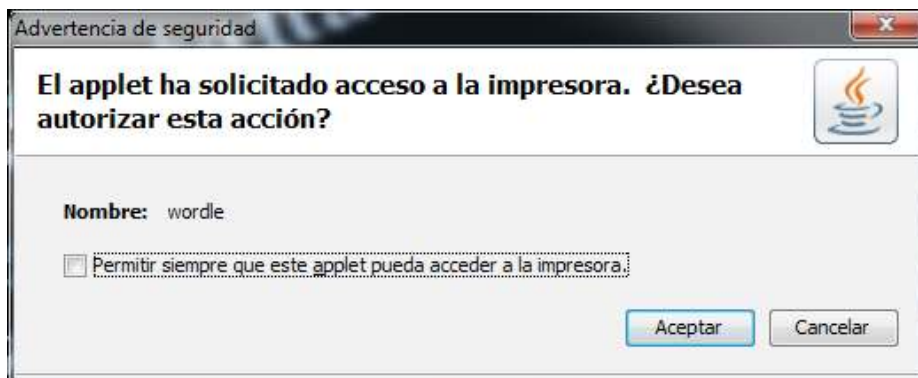 Advertencia de seguridad
El applet ha solicitado acceso a la impresora. ¿Desea
autorizar esta acción?
Nombre: wordle
Permitir siempre que este applet pueda acceder a la impresora.
Aceptar Cancelar